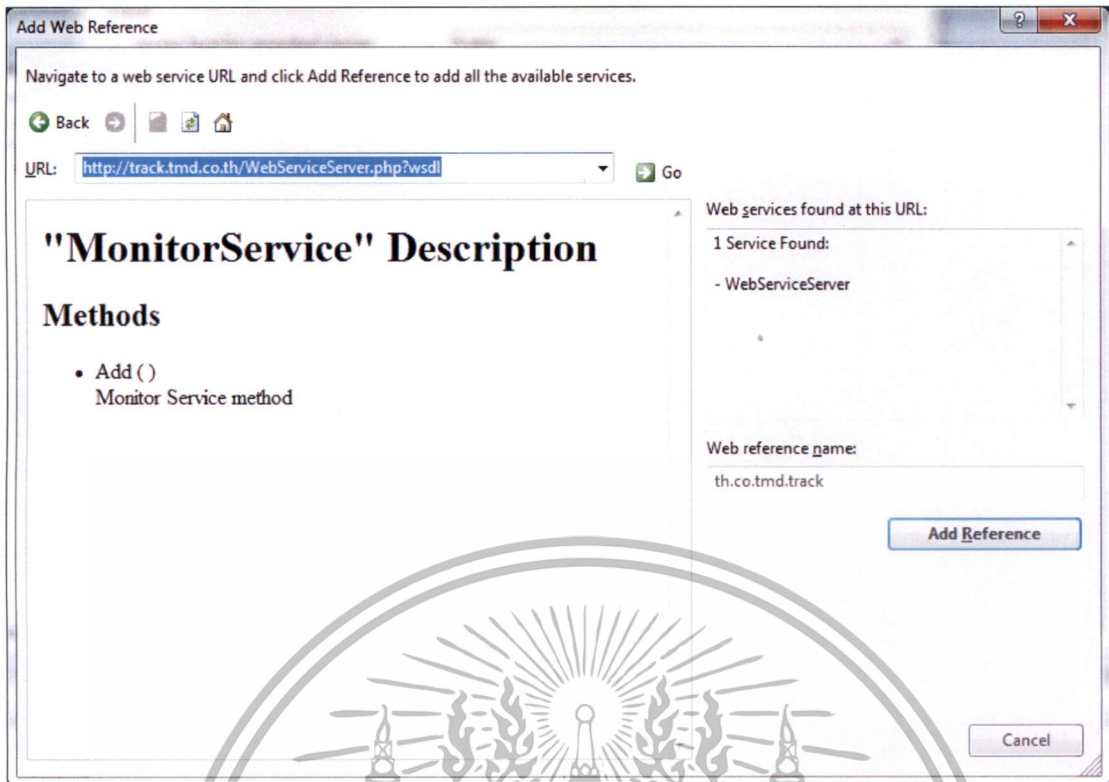 Add Web Reference
Navigate to a web service URL and click Add Reference to add all the available services.
Back
URL: http://track.tmd.co.th/WebServiceServer.php?wsdl Go
"MonitorService" Description
Methods
• Add ( )
Monitor Service method
Web services found at this URL:
1 Service Found:
- WebServiceServer
Web reference name:
th.co.tmd.track
Add Reference
Cancel